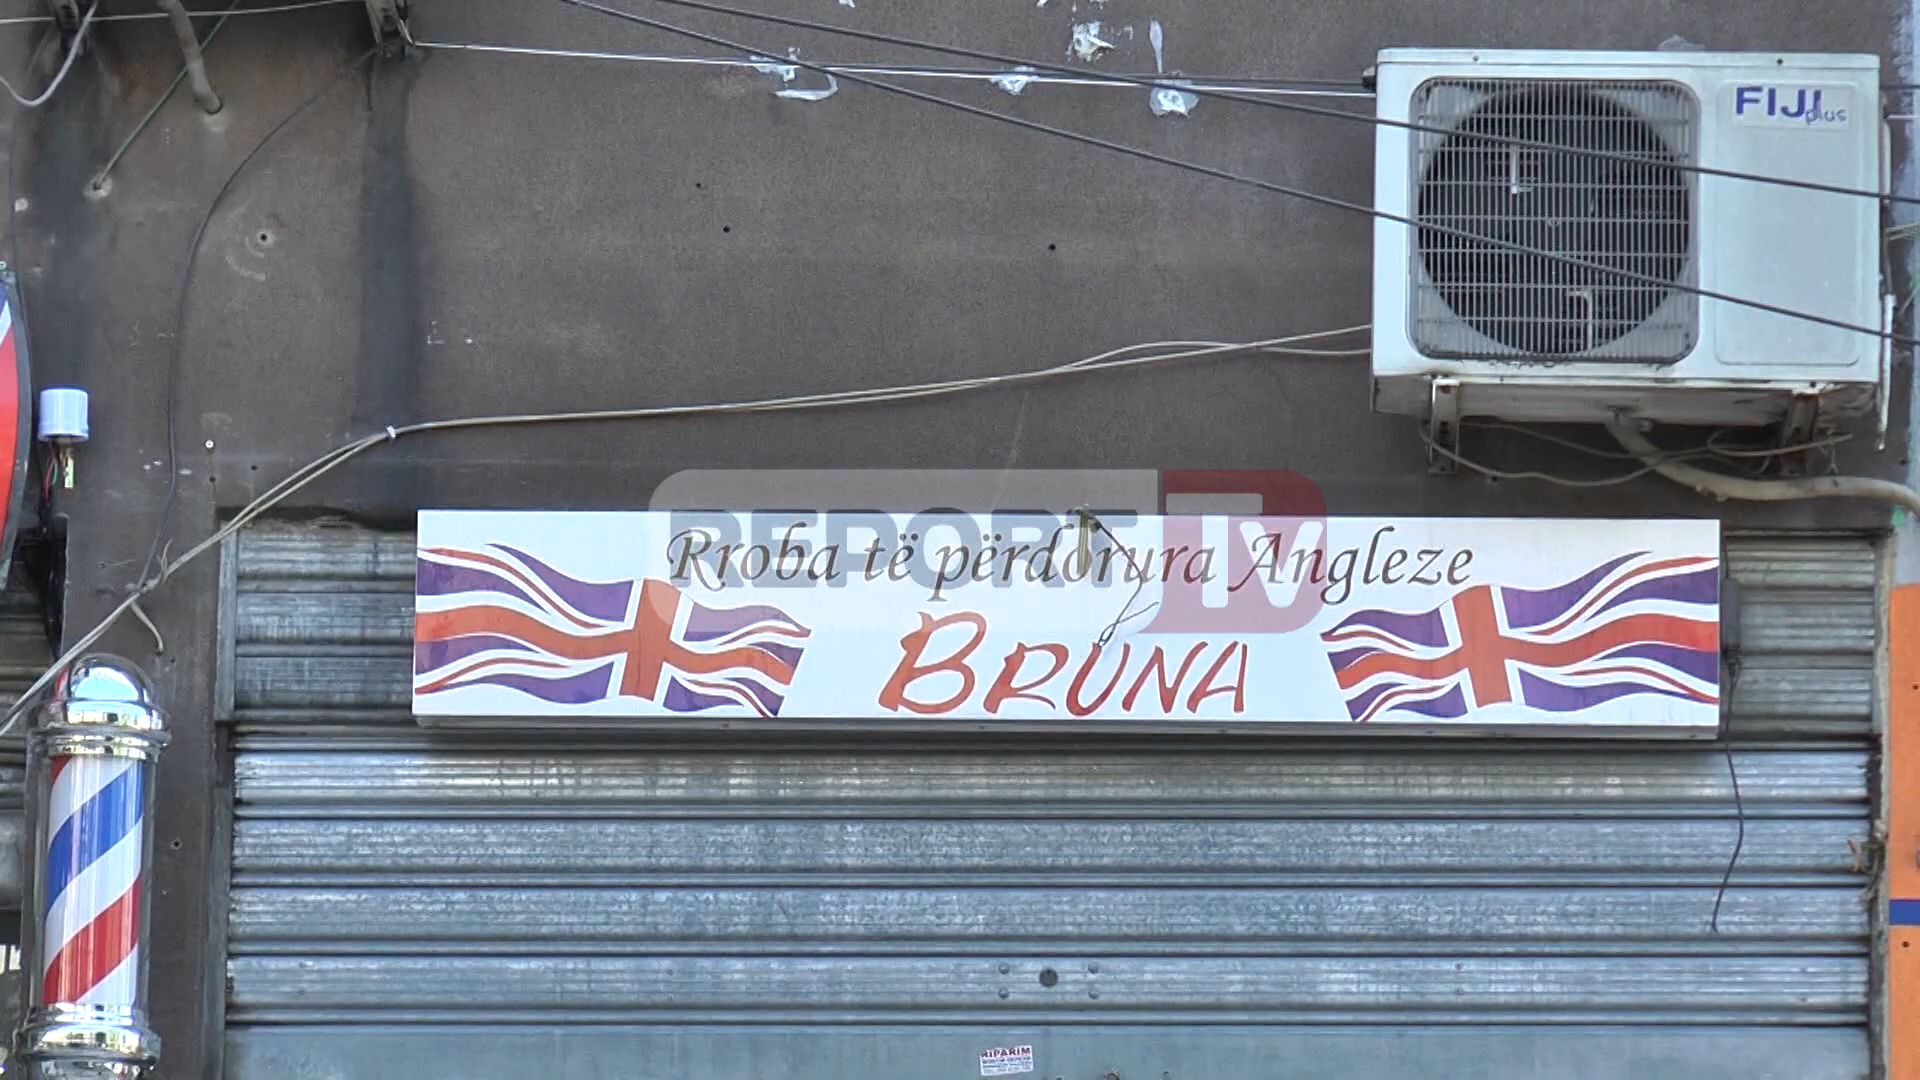 FIJI
plus
REPORT Tv
Rroba të përdorura Angleze
BRUNA
RIPARIM